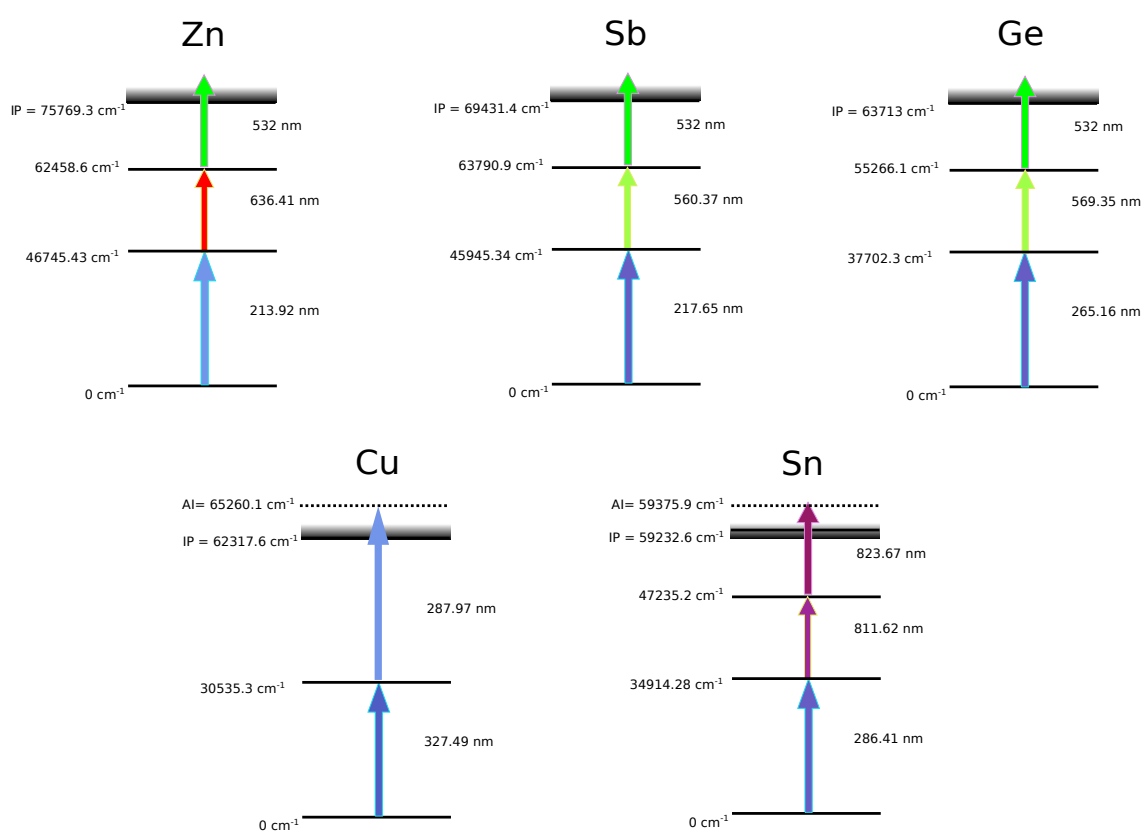 Zn
IP = 75769.3 cm⁻¹
532 nm
62458.6 cm⁻¹
636.41 nm
46745.43 cm⁻¹
213.92 nm
0 cm⁻¹
Sb
IP = 69431.4 cm⁻¹
532 nm
63790.9 cm⁻¹
560.37 nm
45945.34 cm⁻¹
217.65 nm
0 cm⁻¹
Ge
IP = 63713 cm⁻¹
532 nm
55266.1 cm⁻¹
569.35 nm
37702.3 cm⁻¹
265.16 nm
0 cm⁻¹
Cu
AI= 65260.1 cm⁻¹
IP = 62317.6 cm⁻¹
287.97 nm
30535.3 cm⁻¹
327.49 nm
0 cm⁻¹
Sn
AI= 59375.9 cm⁻¹
IP = 59232.6 cm⁻¹
823.67 nm
47235.2 cm⁻¹
811.62 nm
34914.28 cm⁻¹
286.41 nm
0 cm⁻¹